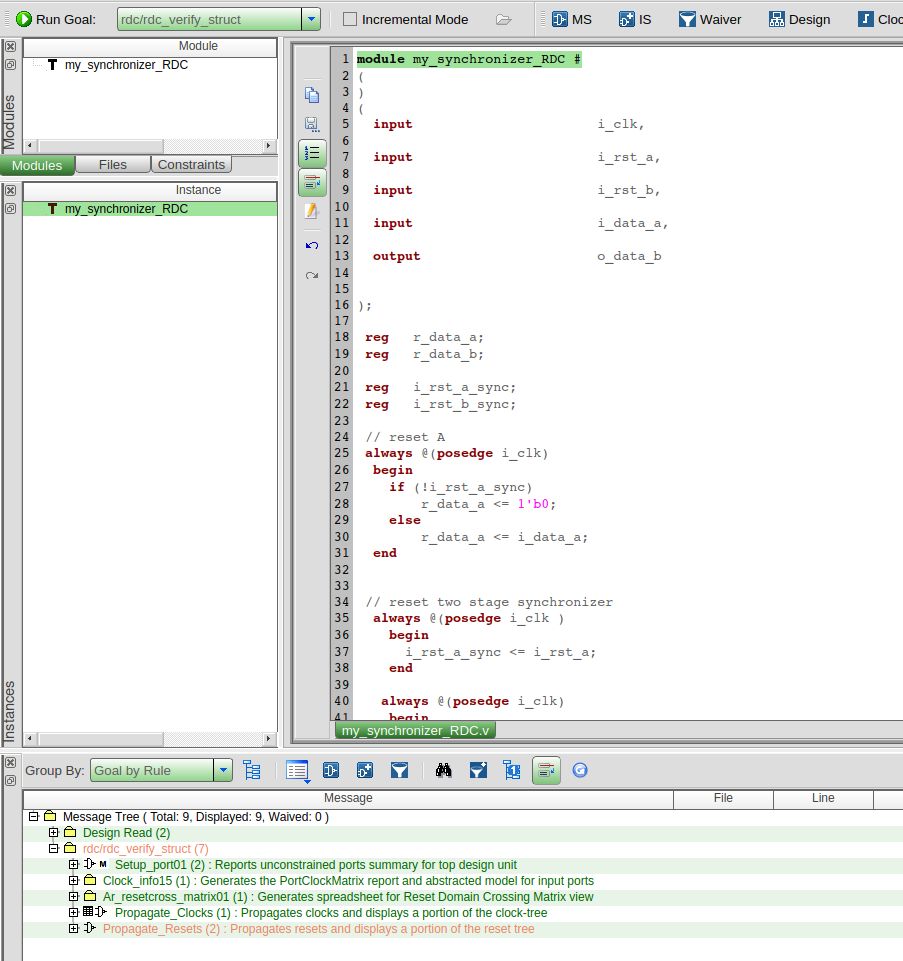 Run Goal: rdc/rdc_verify_struct Incremental Mode MS IS Waiver Design Cloc
Module
my_synchronizer_RDC
Modules
Modules Files Constraints
Instance
my_synchronizer_RDC
Instances
1 module my_synchronizer_RDC #
2 (
3 )
4 (
5 input i_clk,
6
7 input i_rst_a,
8
9 input i_rst_b,
10
11 input i_data_a,
12
13 output o_data_b
14
15
16 );
17
18 reg r_data_a;
19 reg r_data_b;
20
21 reg i_rst_a_sync;
22 reg i_rst_b_sync;
23
24 // reset A
25 always @(posedge i_clk)
26 begin
27 if (!i_rst_a_sync)
28 r_data_a <= 1'b0;
29 else
30 r_data_a <= i_data_a;
31 end
32
33
34 // reset two stage synchronizer
35 always @(posedge i_clk )
36 begin
37 i_rst_a_sync <= i_rst_a;
38 end
39
40 always @(posedge i_clk)
41 begin
my_synchronizer_RDC.v
Group By: Goal by Rule
Message File Line
Message Tree ( Total: 9, Displayed: 9, Waived: 0 )
Design Read (2)
rdc/rdc_verify_struct (7)
M Setup_port01 (2) : Reports unconstrained ports summary for top design unit
Clock_info15 (1) : Generates the PortClockMatrix report and abstracted model for input ports
Ar_resetcross_matrix01 (1) : Generates spreadsheet for Reset Domain Crossing Matrix view
Propagate_Clocks (1) : Propagates clocks and displays a portion of the clock-tree
Propagate_Resets (2) : Propagates resets and displays a portion of the reset tree